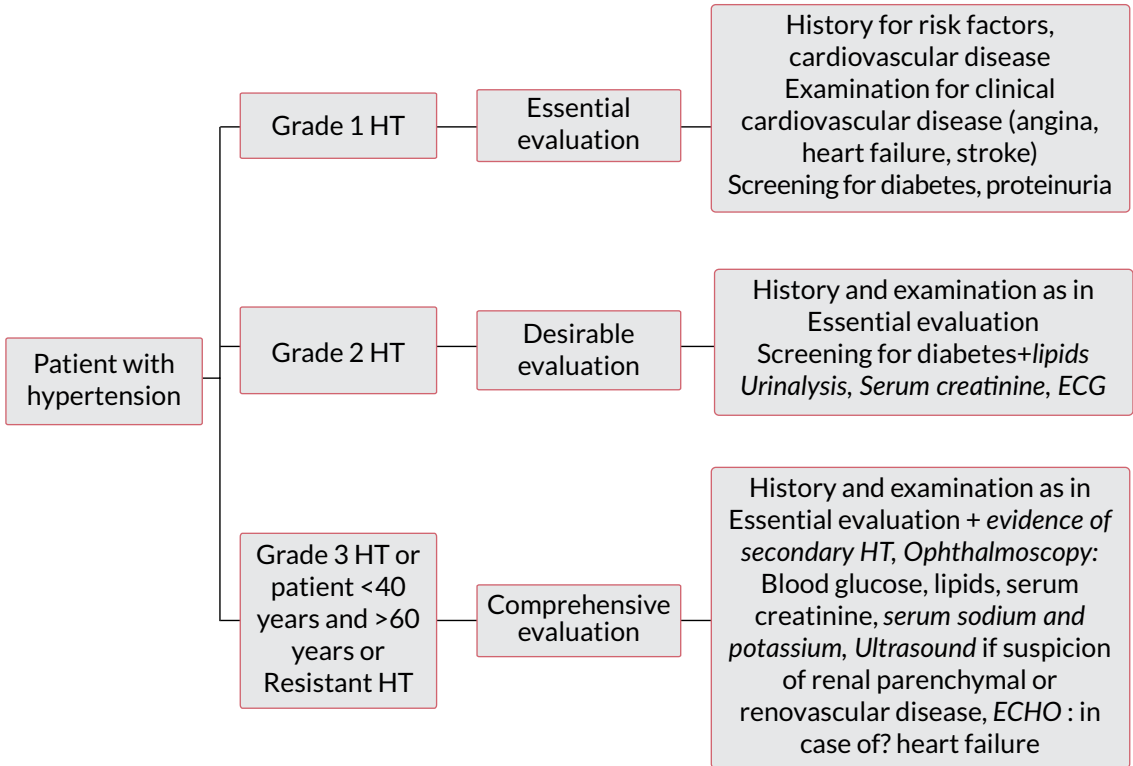 Patient with
hypertension
Grade 1 HT
Essential
evaluation
History for risk factors,
cardiovascular disease
Examination for clinical
cardiovascular disease (angina,
heart failure, stroke)
Screening for diabetes, proteinuria
Grade 2 HT
Desirable
evaluation
History and examination as in
Essential evaluation
Screening for diabetes+lipids
Urinalysis, Serum creatinine, ECG
Grade 3 HT or
patient <40
years and >60
years or
Resistant HT
Comprehensive
evaluation
History and examination as in
Essential evaluation + evidence of
secondary HT, Ophthalmoscopy:
Blood glucose, lipids, serum
creatinine, serum sodium and
potassium, Ultrasound if suspicion
of renal parenchymal or
renovascular disease, ECHO : in
case of? heart failure